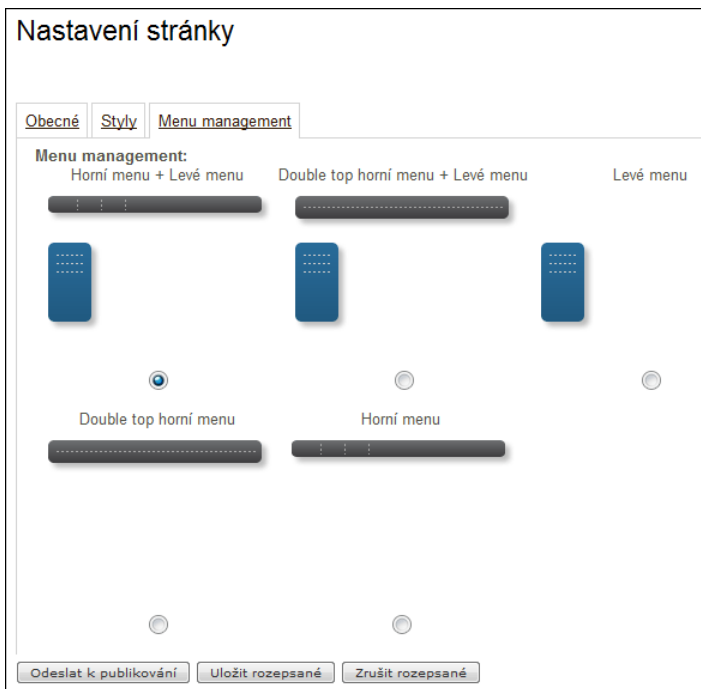 Nastavení stránky
Obecné Styly Menu management
Menu management:
Horní menu + Levé menu Double top horní menu + Levé menu Levé menu
Double top horní menu Horní menu
Odeslat k publikování Uložit rozepsané Zrušit rozepsané